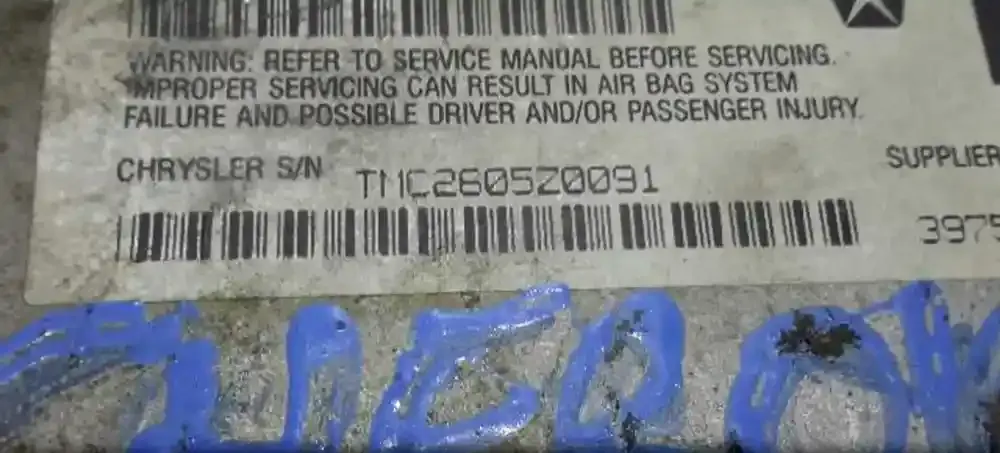 WARNING: REFER TO SERVICE MANUAL BEFORE SERVICING.
IMPROPER SERVICING CAN RESULT IN AIR BAG SYSTEM
FAILURE AND POSSIBLE DRIVER AND/OR PASSENGER INJURY.
CHRYSLER S/N TMC2605Z0091
SUPPLIER
3975